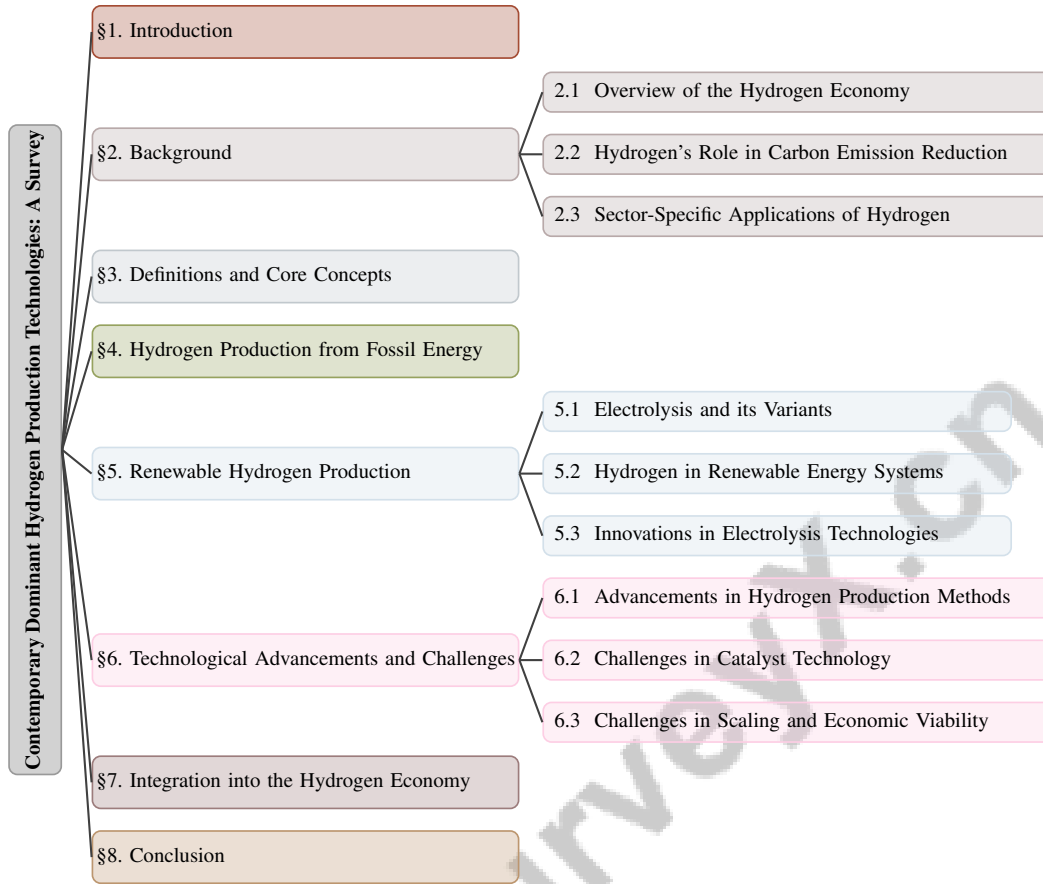 Contemporary Dominant Hydrogen Production Technologies: A Survey
§1. Introduction
§2. Background
2.1 Overview of the Hydrogen Economy
2.2 Hydrogen's Role in Carbon Emission Reduction
2.3 Sector-Specific Applications of Hydrogen
§3. Definitions and Core Concepts
§4. Hydrogen Production from Fossil Energy
§5. Renewable Hydrogen Production
5.1 Electrolysis and its Variants
5.2 Hydrogen in Renewable Energy Systems
5.3 Innovations in Electrolysis Technologies
§6. Technological Advancements and Challenges
6.1 Advancements in Hydrogen Production Methods
6.2 Challenges in Catalyst Technology
6.3 Challenges in Scaling and Economic Viability
§7. Integration into the Hydrogen Economy
§8. Conclusion
urveyx.cn